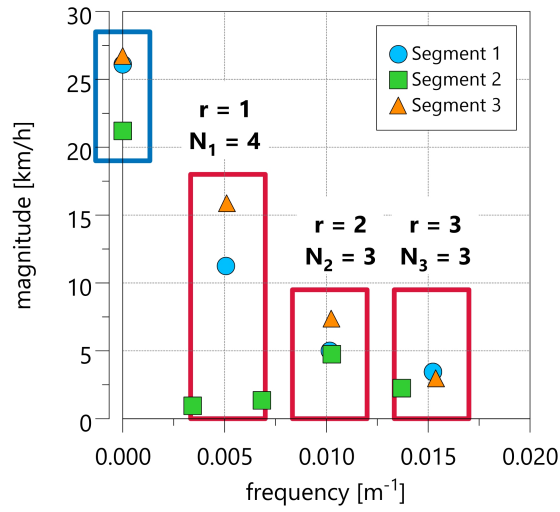 30
25
20
15
10
5
0
magnitude [km/h]
Segment 1
Segment 2
Segment 3
r = 1
N₁ = 4
r = 2
N₂ = 3
r = 3
N₃ = 3
0.000 0.005 0.010 0.015 0.020
frequency [m⁻¹]